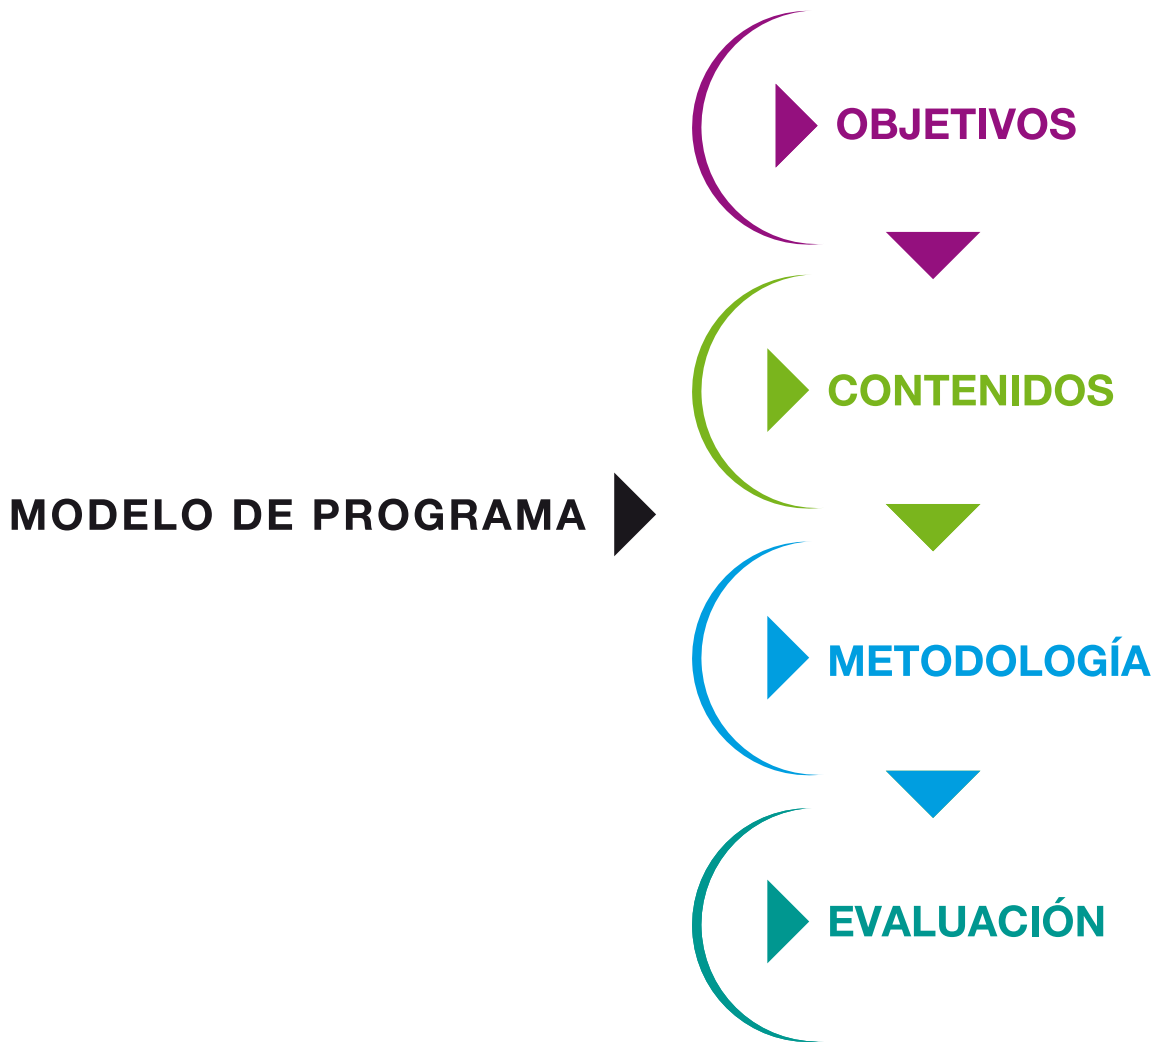 MODELO DE PROGRAMA
OBJETIVOS
CONTENIDOS
METODOLOGÍA
EVALUACIÓN